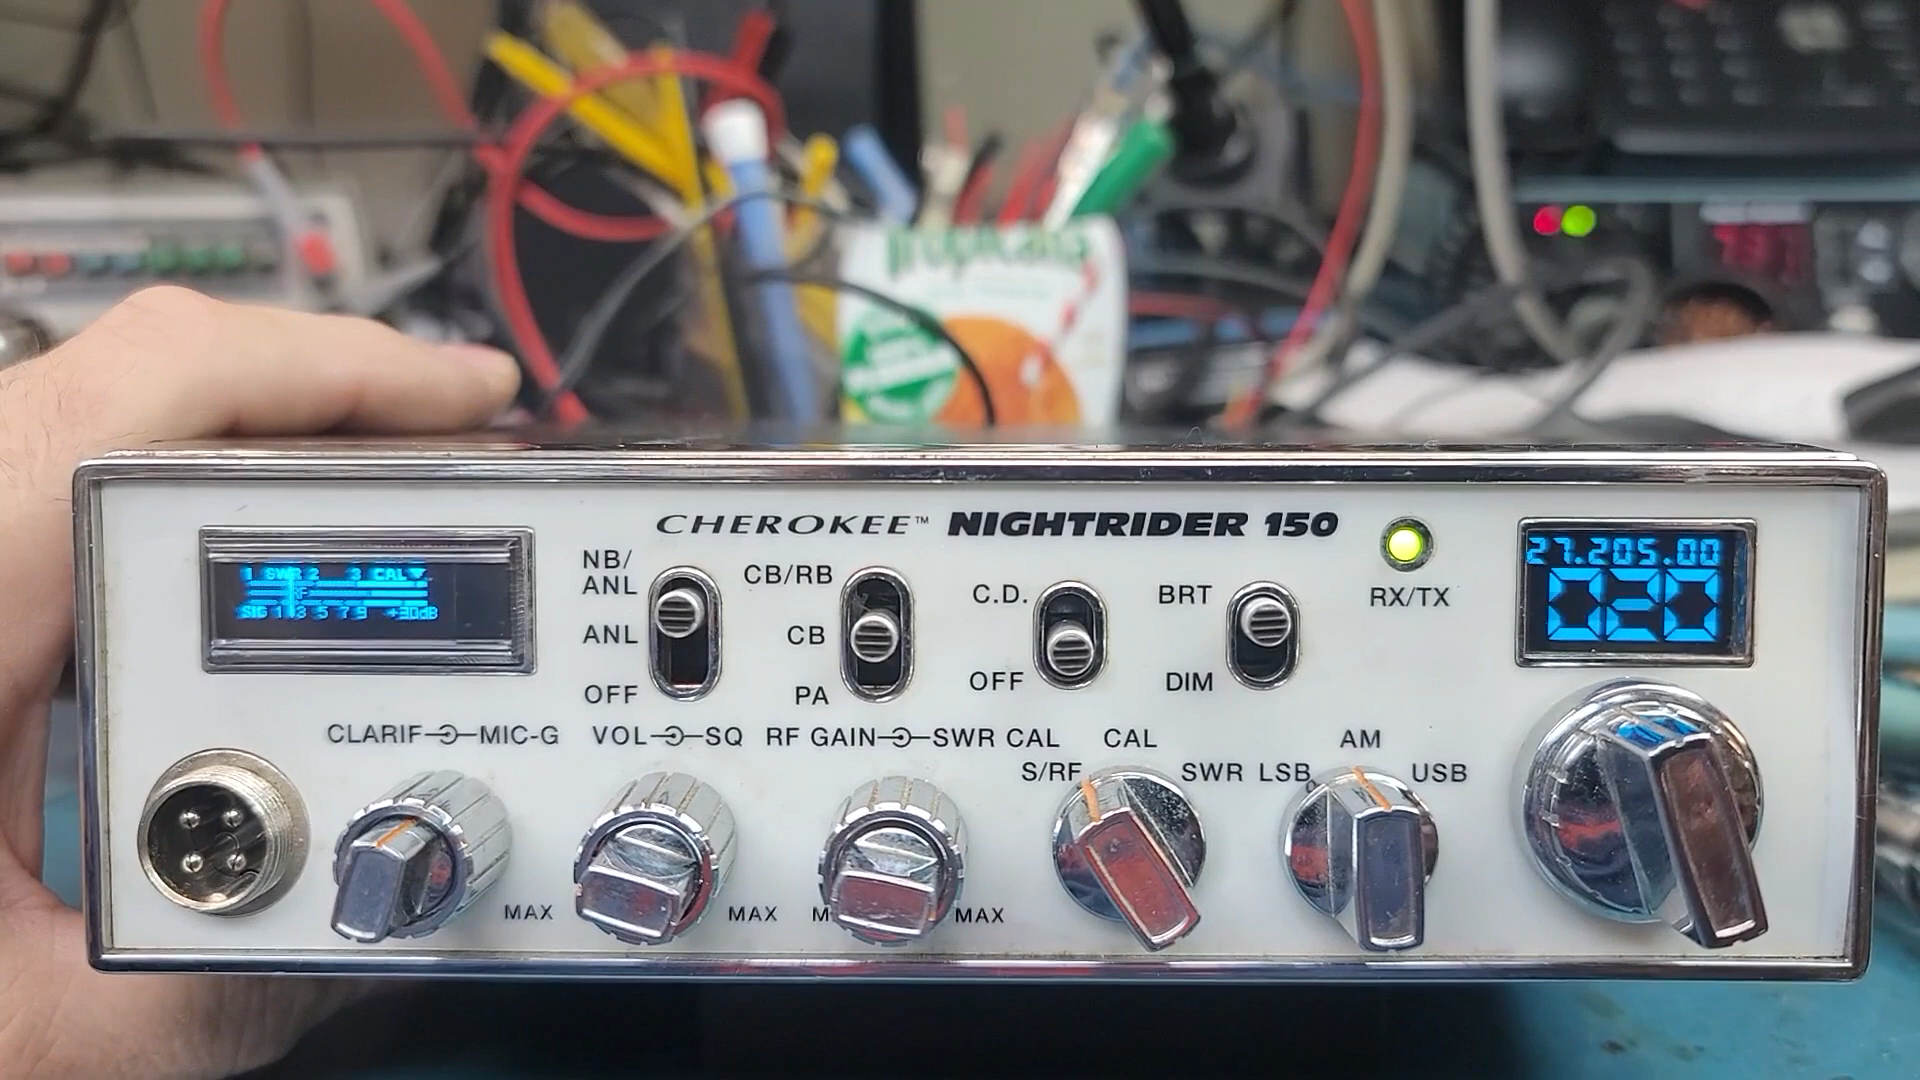 Tropicana
CHEROKEE™ NIGHTRIDER 150
NB/
ANL
ANL
OFF
CB/RB
CB
PA
C.D.
OFF
BRT
DIM
RX/TX
27.205.00
020
1 SWR 2 3 CAL▼
RF
SIG 1 3 5 7 9 +30dB
CLARIF MIC-G
VOL SQ
RF GAIN SWR CAL
CAL
S/RF
SWR
AM
LSB
USB
MAX
MAX
MAX